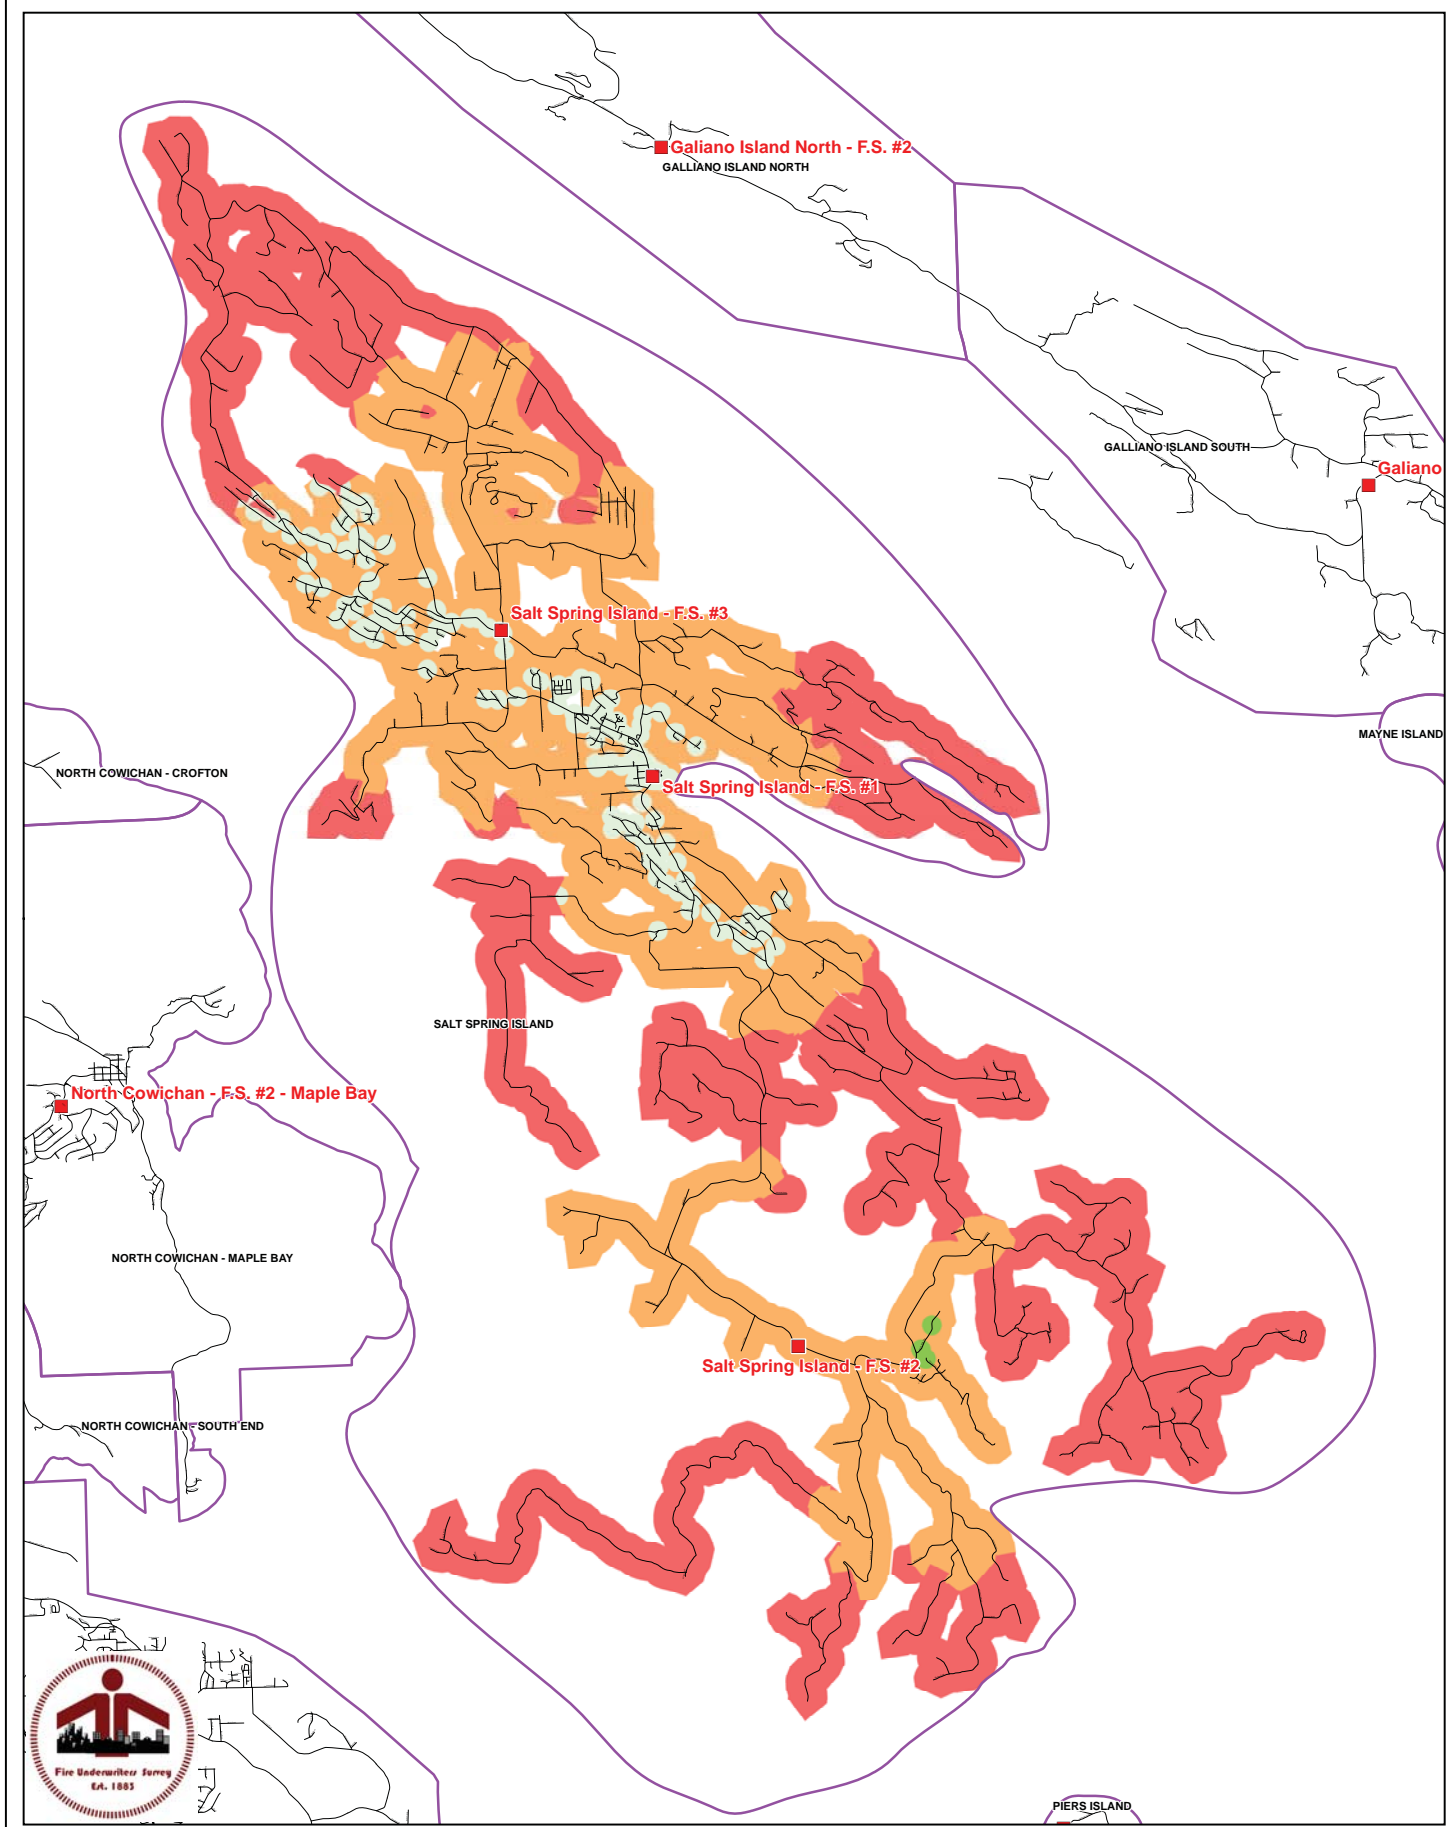 Galiano Island North - F.S. #2
GALLIANO ISLAND NORTH
GALLIANO ISLAND SOUTH
Galiano
Salt Spring Island - F.S. #3
MAYNE ISLAND
NORTH COWICHAN - CROFTON
Salt Spring Island - F.S. #1
SALT SPRING ISLAND
North Cowichan - F.S. #2 - Maple Bay
NORTH COWICHAN - MAPLE BAY
Salt Spring Island - F.S. #2
NORTH COWICHAN - SOUTH END
Fire Underwriters Survey
Est. 1883
PIERS ISLAND